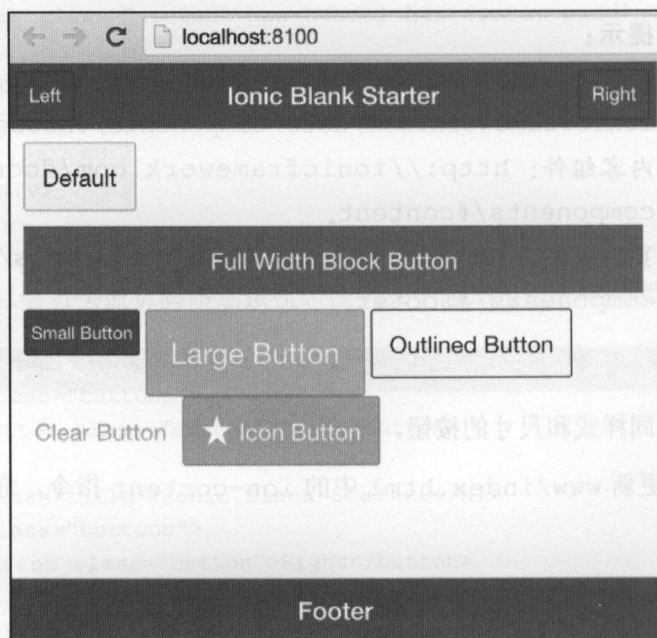 localhost:8100
Left Ionic Blank Starter Right
Default
Full Width Block Button
Small Button Large Button Outlined Button
Clear Button Icon Button
Footer